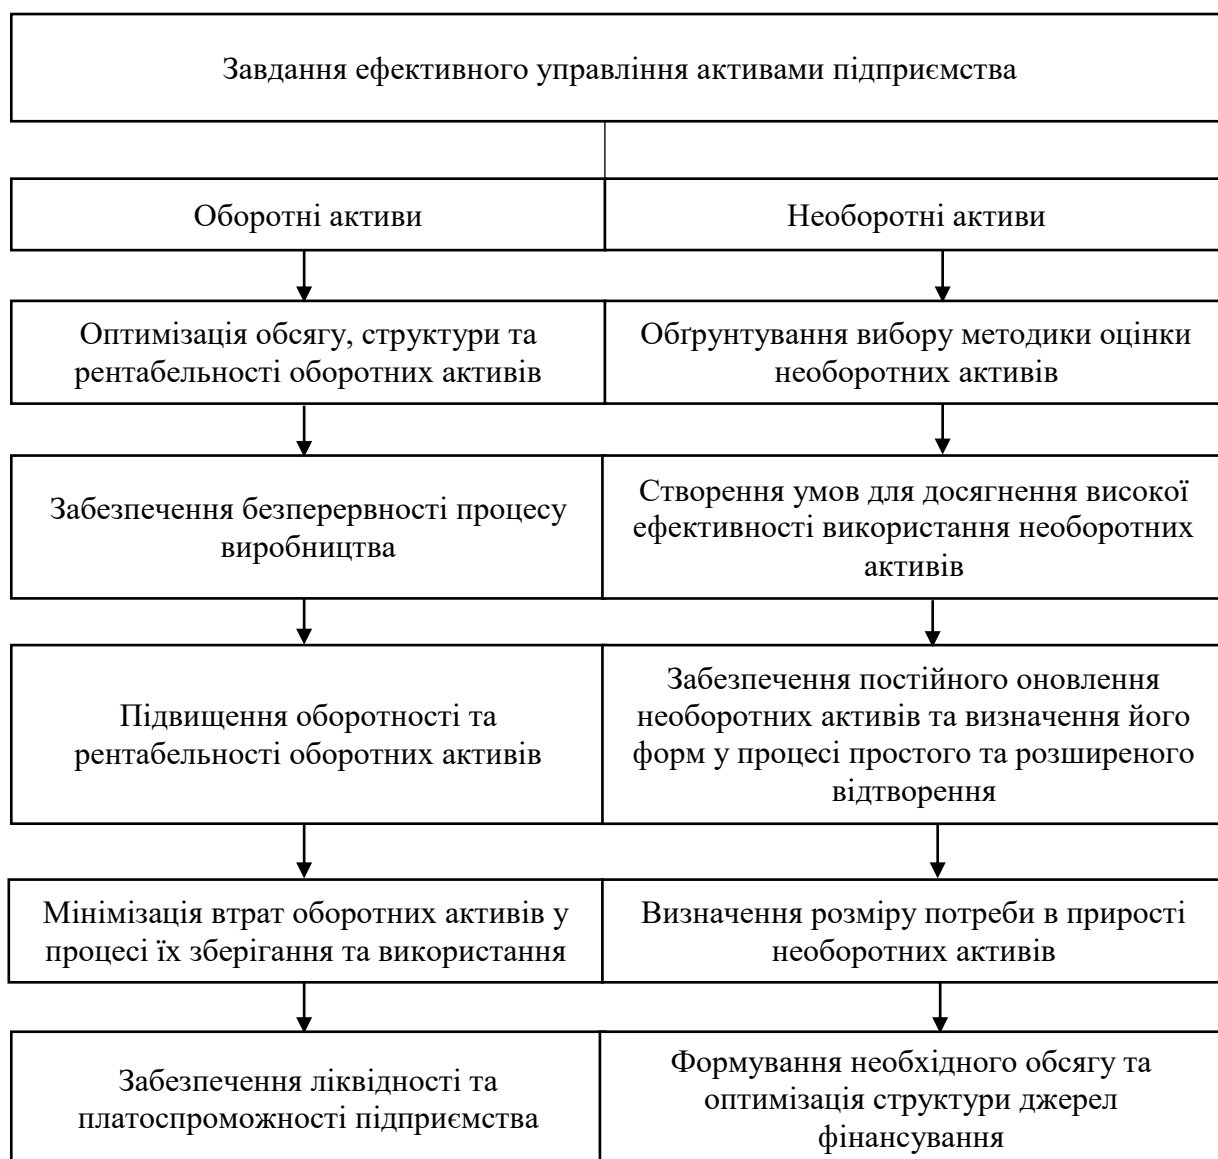 Завдання ефективного управління активами підприємства
Оборотні активи
Необоротні активи
Оптимізація обсягу, структури та
рентабельності оборотних активів
Обґрунтування вибору методики оцінки
необоротних активів
Забезпечення безперервності процесу
виробництва
Створення умов для досягнення високої
ефективності використання необоротних
активів
Підвищення оборотності та
рентабельності оборотних активів
Забезпечення постійного оновлення
необоротних активів та визначення його
форм у процесі простого та розширеного
відтворення
Мінімізація втрат оборотних активів у
процесі їх зберігання та використання
Визначення розміру потреби в прирості
необоротних активів
Забезпечення ліквідності та
платоспроможності підприємства
Формування необхідного обсягу та
оптимізація структури джерел
фінансування